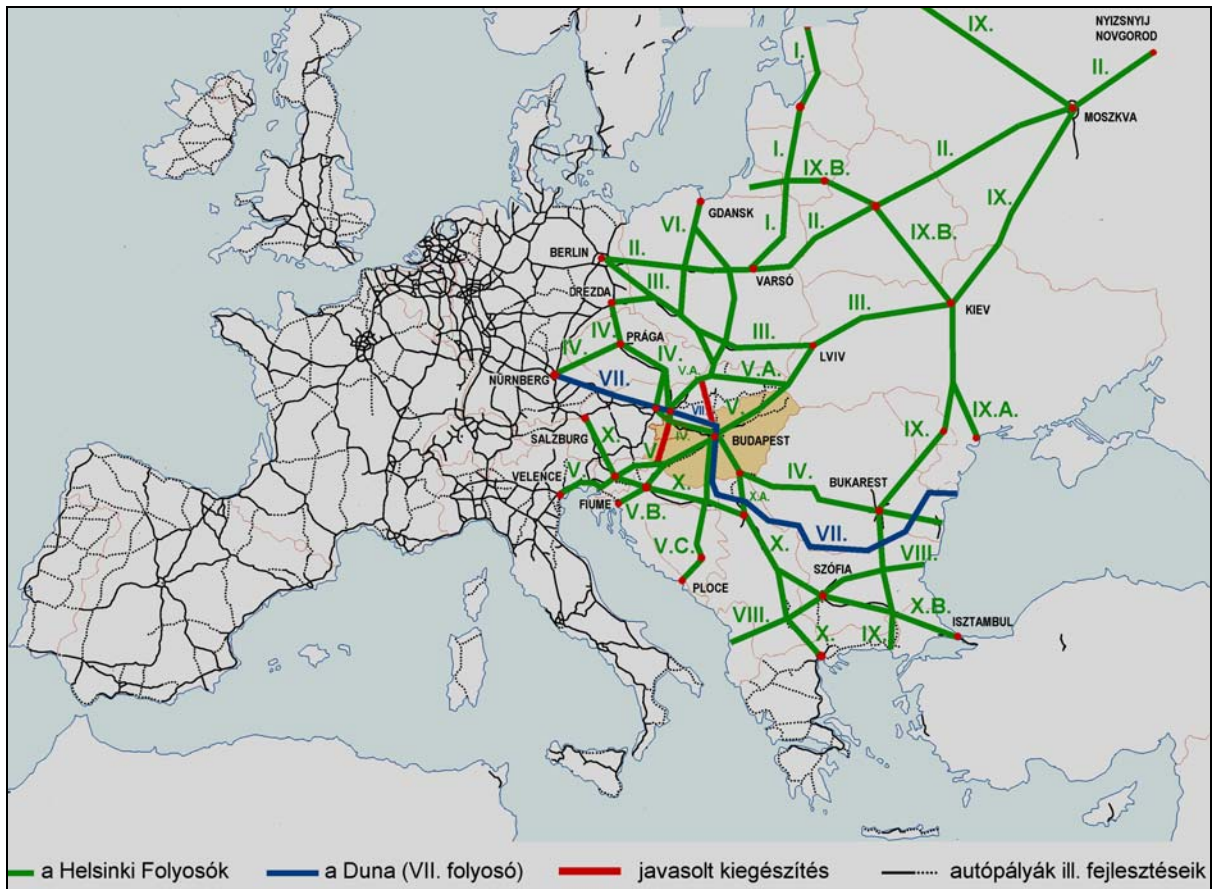 IX.
NYIZSNYIJ
NOVGOROD
I.
II.
MOSZKVA
I.
II.
IX.B.
IX.
GDANSK
VI.
I.
II.
IX.B.
BERLIN
II.
VARSÓ
III.
DREZDA
III.
KIEV
IV.
PRÁGA
III.
LVIV
IV.
IV.
V.A.
V.A.
NÜRNBERG
VII.
VII.
V.
IX.A.
SALZBURG
X.
IV.
BUDAPEST
IX.
V.
V.
VELENCE
X.
IV.
BUKAREST
FIUME
V.B.
X.A.
VII.
V.C.
X.
VIII.
SZÓFIA
PLOCE
VIII.
X.B.
ISZTAMBUL
X.
IX.
a Helsinki Folyosók
a Duna (VII. folyosó)
javasolt kiegészítés
autópályák ill. fejlesztéseik